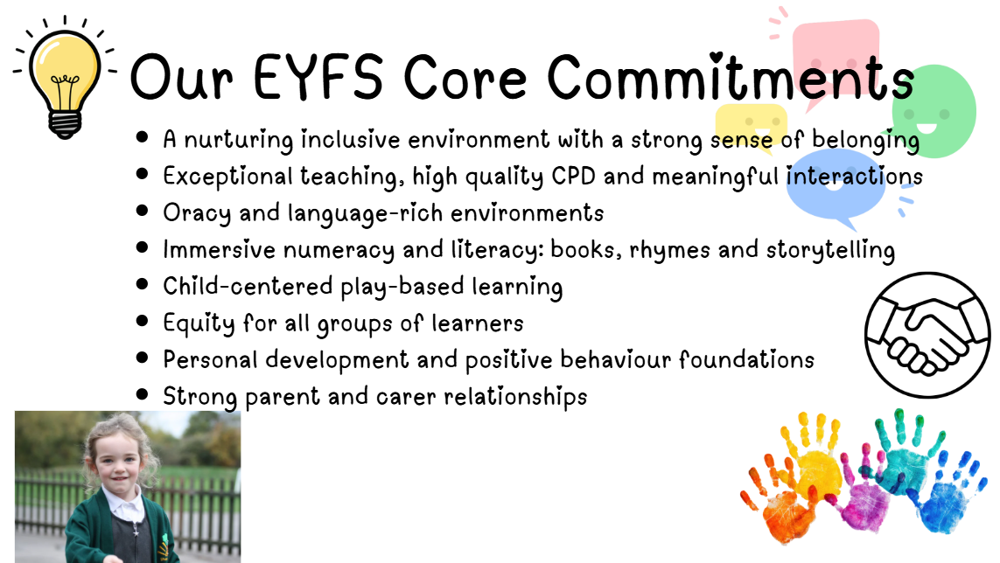 Our EYFS Core Commitments
• A nurturing inclusive environment with a strong sense of belonging
• Exceptional teaching, high quality CPD and meaningful interactions
• Oracy and language-rich environments
• Immersive numeracy and literacy: books, rhymes and storytelling
• Child-centered play-based learning
• Equity for all groups of learners
• Personal development and positive behaviour foundations
• Strong parent and carer relationships